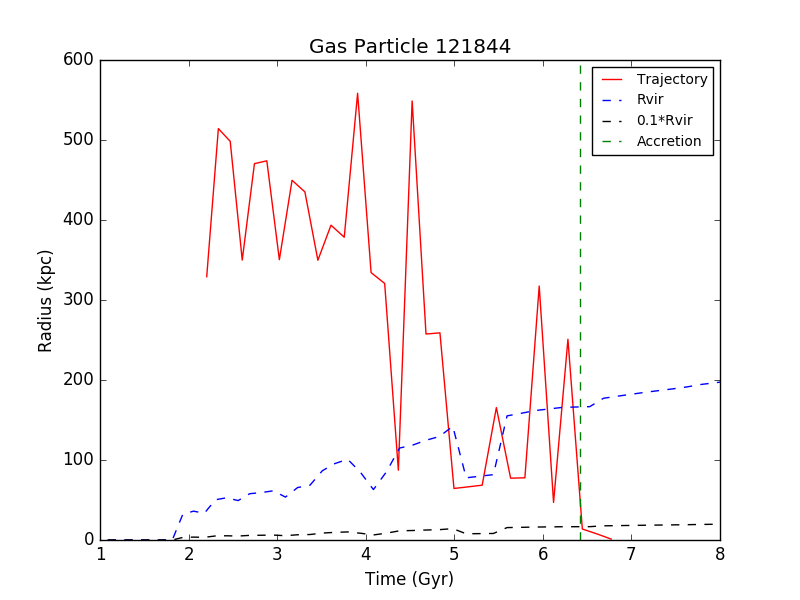 Gas Particle 121844
Radius (kpc)
600
500
400
300
200
100
0
1 2 3 4 5 6 7 8
Time (Gyr)
Trajectory
Rvir
0.1*Rvir
Accretion